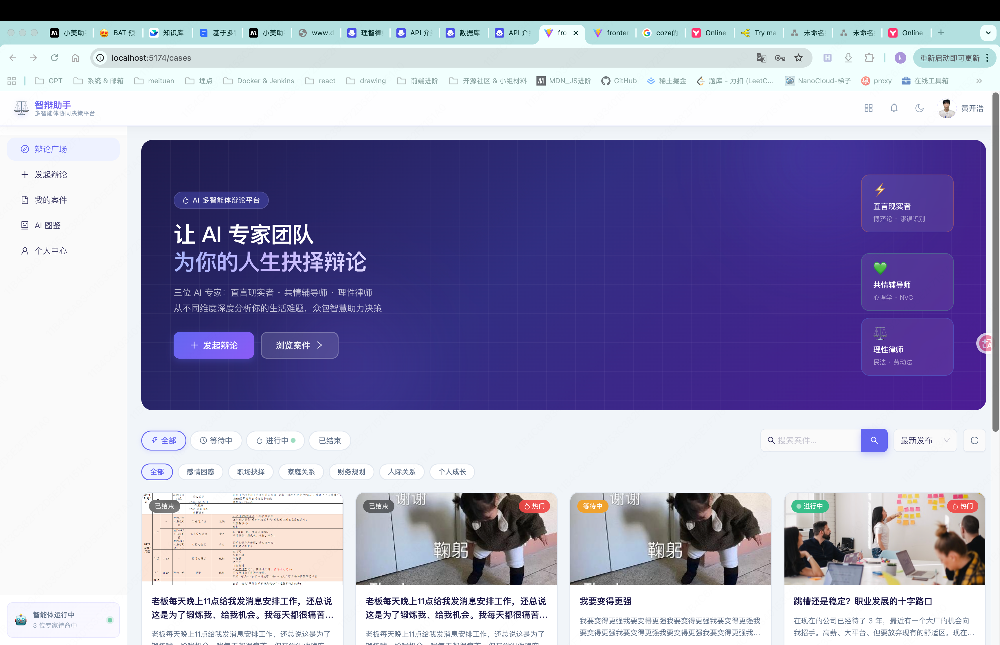 小美助
BAT 预
知识库
基于多
小美助
www.d
理智律
API 介
数据库
API 介
fro
fronter
coze的
Online
Try ma
未命名
未命名
Online
localhost:5174/cases
k
重新启动即可更新
GPT
系统 & 邮箱
meituan
埋点
Docker & Jenkins
react
drawing
前端进阶
开源社区 & 小组材料
MDN_JS进阶
GitHub
稀土掘金
题库 - 力扣 (LeetC...
NanoCloud-梯子
proxy
在线工具箱
智辩助手
多智能体协同决策平台
黄开浩
辩论广场
发起辩论
我的案件
AI 图鉴
个人中心
智能体运行中
3 位专家待命中
AI 多智能体辩论平台
让 AI 专家团队
为你的人生抉择辩论
三位 AI 专家：直言现实者 · 共情辅导师 · 理性律师
从不同维度深度分析你的生活难题，众包智慧助力决策
发起辩论
浏览案件
直言现实者
博弈论 · 谬误识别
共情辅导师
心理学 · NVC
理性律师
民法 · 劳动法
全部
等待中
进行中
已结束
搜索案件...
最新发布
全部
感情困惑
职场抉择
家庭关系
财务规划
人际关系
个人成长
已结束
老板每天晚上11点给我发消息安排工作，还总说
这是为了锻炼我、给我机会。我每天都很痛苦...
老板每天晚上11点给我发消息安排工作，还总说这是为了
已结束
热门
谢谢
鞠躬
老板每天晚上11点给我发消息安排工作，还总说
这是为了锻炼我、给我机会。我每天都很痛苦...
老板每天晚上11点给我发消息安排工作，还总说这是为了
等待中
谢谢
鞠躬
我要变得更强
我要变得更强我要变得更强我要变得更强我要变得更强我
要变得更强我要变得更强我要变得更强我要变得更强我...
进行中
热门
跳槽还是稳定？职业发展的十字路口
在现在的公司已经待了 3 年，最近有一个大厂的机会向
我招手。高薪、大平台、但要放弃现有的舒适区。现在...